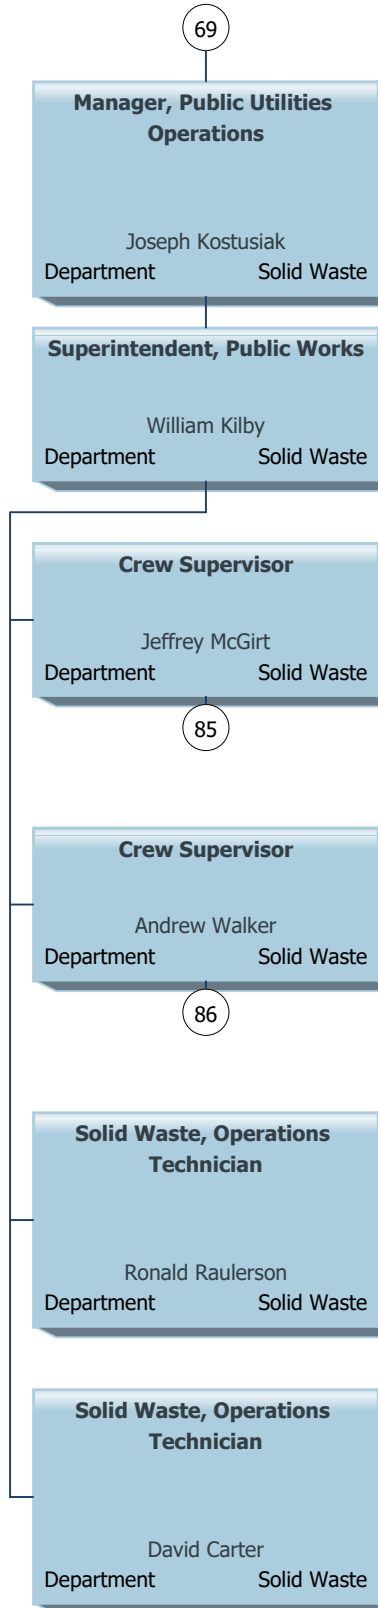 69
Manager, Public Utilities
Operations
Joseph Kostusiak
Department Solid Waste
Superintendent, Public Works
William Kilby
Department Solid Waste
Crew Supervisor
Jeffrey McGirt
Department Solid Waste
85
Crew Supervisor
Andrew Walker
Department Solid Waste
86
Solid Waste, Operations
Technician
Ronald Raulerson
Department Solid Waste
Solid Waste, Operations
Technician
David Carter
Department Solid Waste